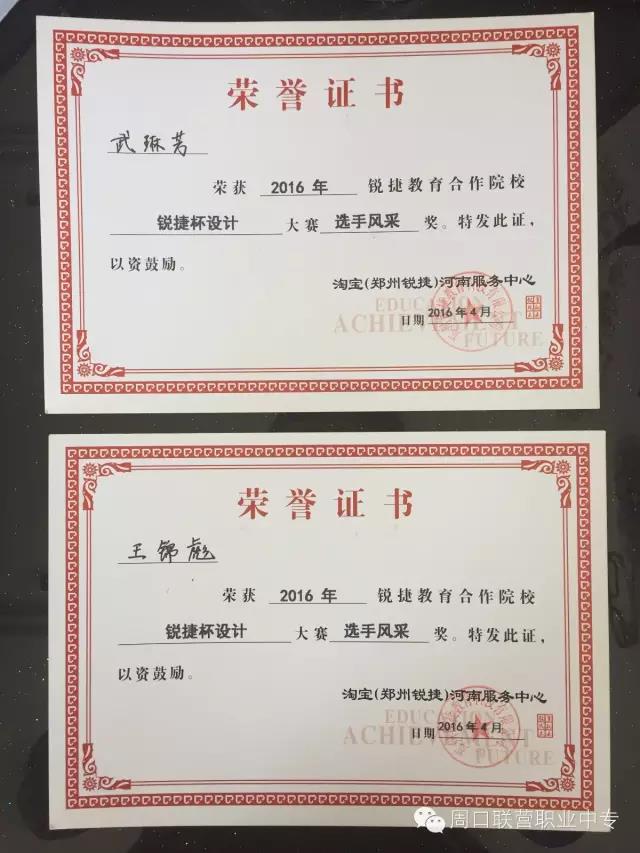 荣誉证书
武琳芳
荣获 2016 年 锐捷教育合作院校
锐捷杯设计 大赛 选手风采 奖。特发此证，
以资鼓励。
淘宝(郑州锐捷)河南服务中心
EDUCATION
ACHIEVEMENT
FUTURE
日期 2016 年 4 月
荣誉证书
王锦彪
荣获 2016 年 锐捷教育合作院校
锐捷杯设计 大赛 选手风采 奖。特发此证，
以资鼓励。
淘宝(郑州锐捷)河南服务中心
EDUCATION
ACHIEVEMENT
FUTURE
日期 2016 年 4 月
周口联营职业中专